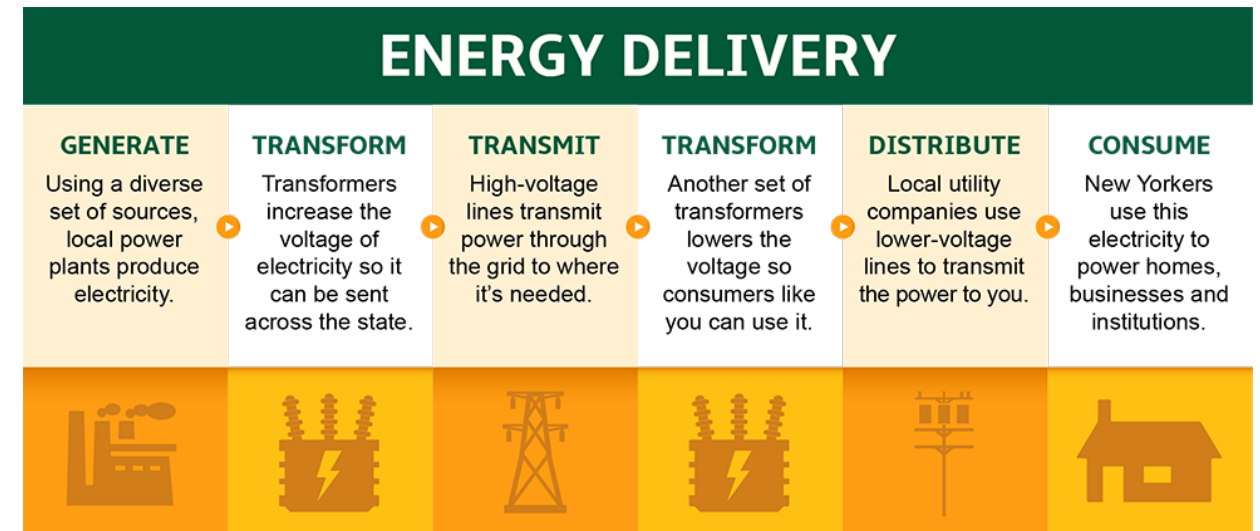 ENERGY DELIVERY
GENERATE
Using a diverse
set of sources,
local power
plants produce
electricity.
TRANSFORM
Transformers
increase the
voltage of
electricity so it
can be sent
across the state.
TRANSMIT
High-voltage
lines transmit
power through
the grid to where
it’s needed.
TRANSFORM
Another set of
transformers
lowers the
voltage so
consumers like
you can use it.
DISTRIBUTE
Local utility
companies use
lower-voltage
lines to transmit
the power to you.
CONSUME
New Yorkers
use this
electricity to
power homes,
businesses and
institutions.